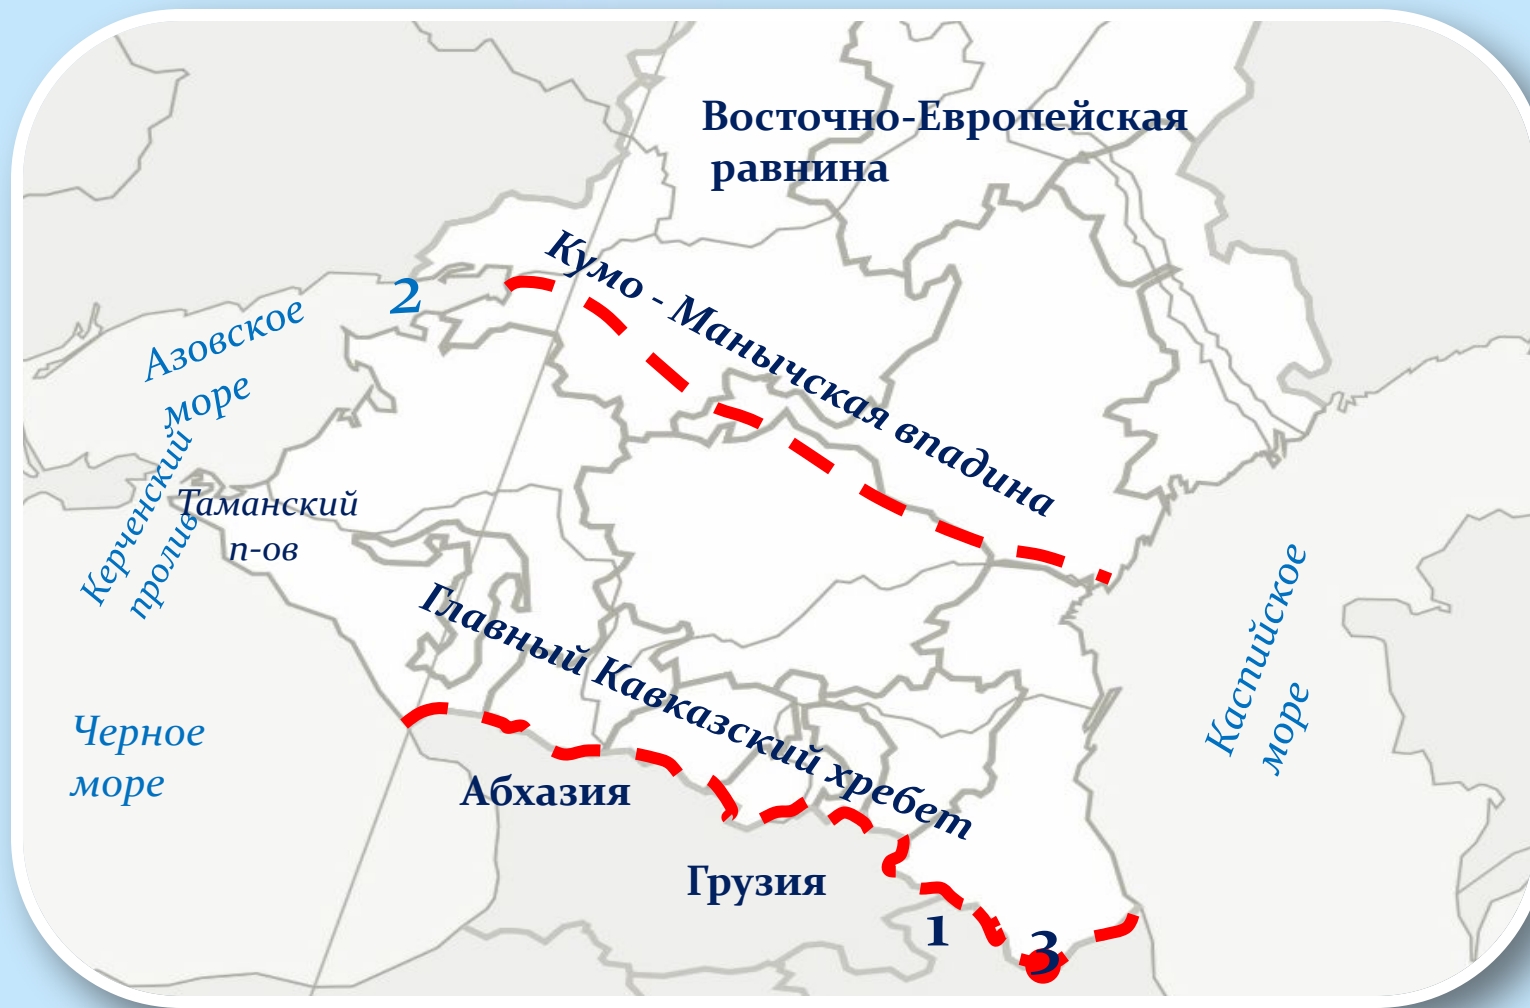 Восточно-Европейская
равнина
Кумо - Манычская впадина
2
Азовское
море
Керченский
пролив
Таманский
п-ов
Главный Кавказский хребет
Каспийское
море
Черное
море
Абхазия
Грузия
1
3